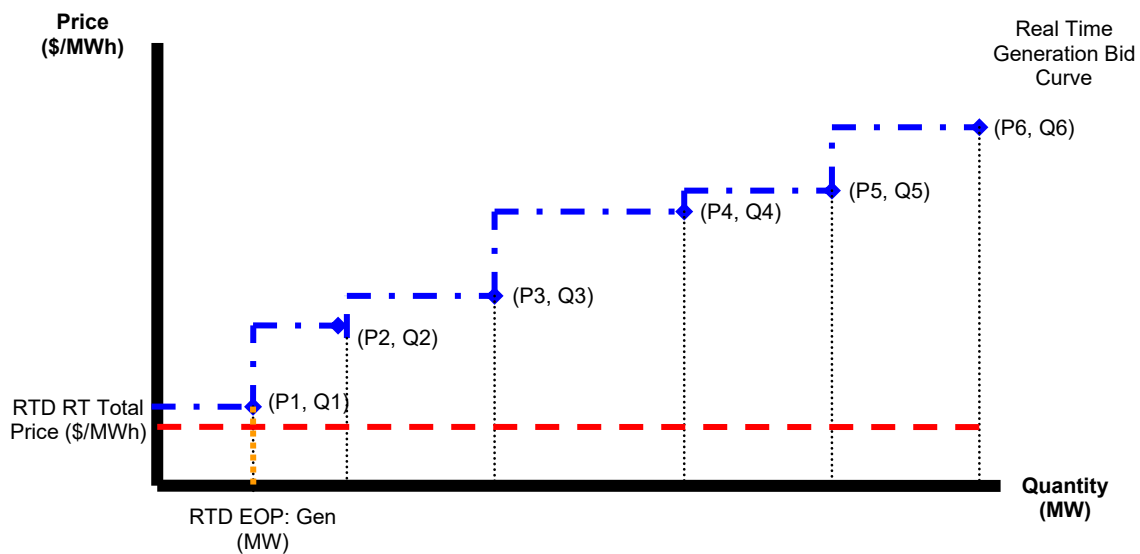 Price
($/MWh)
Real Time
Generation Bid
Curve
(P6, Q6)
(P5, Q5)
(P4, Q4)
(P3, Q3)
(P2, Q2)
(P1, Q1)
RTD RT Total
Price ($/MWh)
Quantity
(MW)
RTD EOP: Gen
(MW)